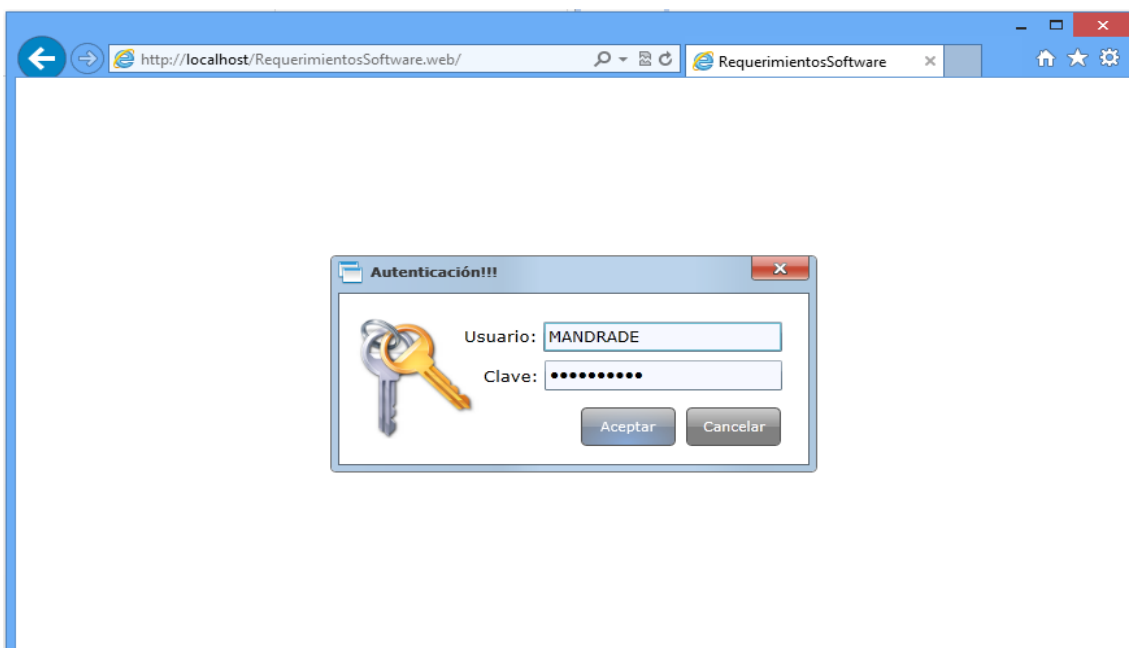 http://localhost/RequerimientosSoftware.web/
RequerimientosSoftware
Autenticación!!!
Usuario: MANDRADE
Clave: ●●●●●●●●●●
Aceptar Cancelar